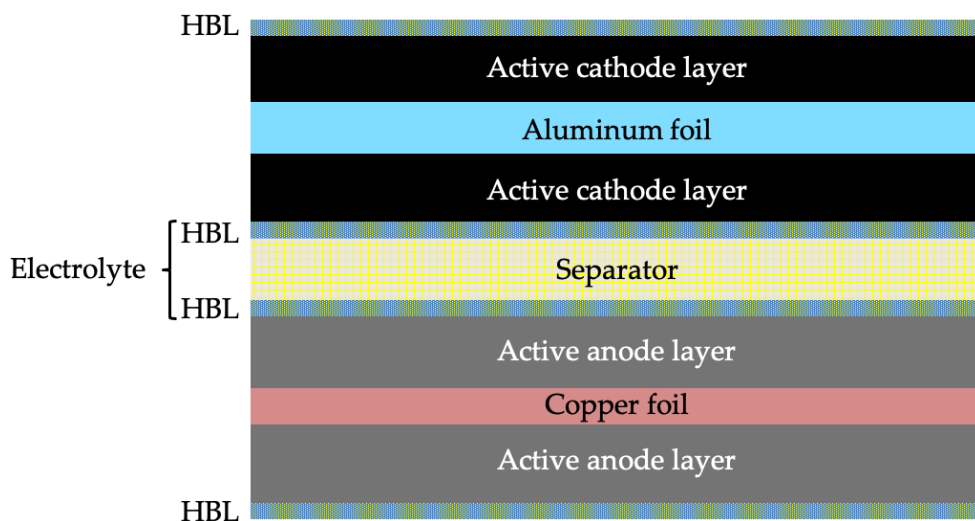 HBL
Active cathode layer
Aluminum foil
Active cathode layer
HBL
Electrolyte
Separator
HBL
Active anode layer
Copper foil
Active anode layer
HBL